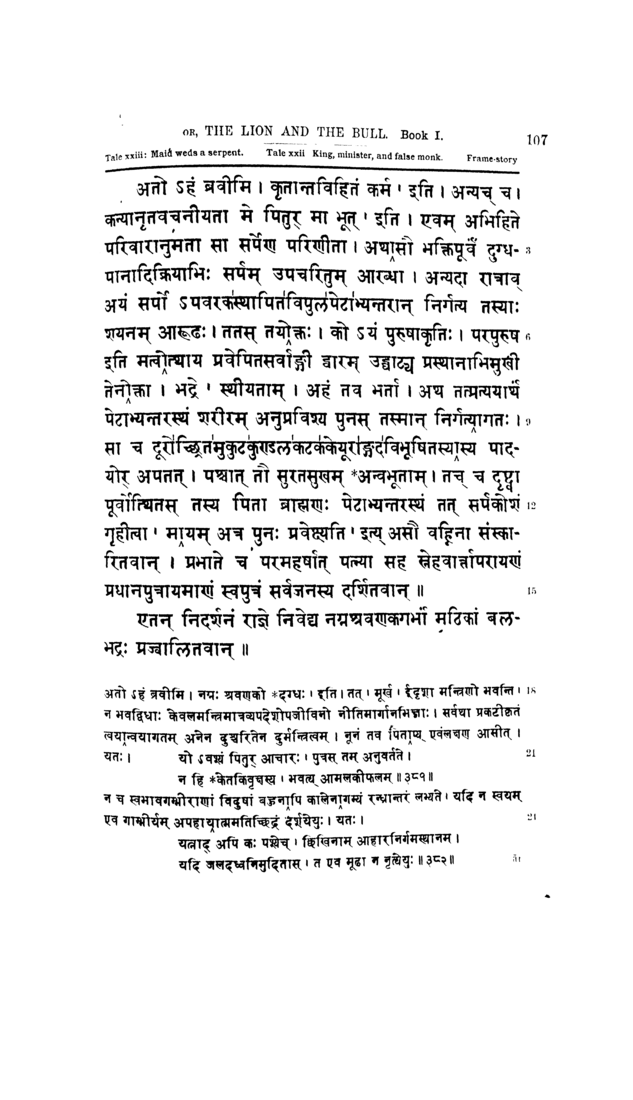 OR, THE LION AND THE BULL. Book I. 107
Tale xxiii: Maid weds a serpent. Tale xxii King, minister, and false monk. Frame-story
अतो ऽहं ब्रवीमि । कृतान्तविहितं कर्म ' इति । अन्यच् च ।
कन्यानृतवचनीयता मे पितुर् मा भूत् ' इति । एवम् अभिहिते
परिवारानुमता सा सर्पेण परिणीता । अथासौ भक्तिपूर्वं दुग्ध- 3
पानादिक्रियाभिः सर्पम् उपचरितुम् आरब्धा । अन्यदा रात्राव्
अयं सर्पो ऽपवरकस्थापितविपुलपेटाभ्यन्तरान् निर्गत्य तस्याः
शयनम् आरूढः । ततस् तयोक्तः । को ऽयं पुरुषाकृतिः । परपुरुष 6
इति मत्वोत्थाय प्रवेपितसर्वाङ्गी द्वारम् उद्घाट्य प्रस्थानाभिमुखी
तेनोक्ता । भद्रे ' स्थीयताम् । अहं तव भर्ता । अथ तत्प्रत्ययार्थं
पेटाभ्यन्तरस्थं शरीरम् अनुप्रविश्य पुनस् तस्मान् निर्गत्यागतः । 9
सा च दूरोच्छ्रितमुकुटकुण्डलकटककेयूराङ्गदविभूषितस्यास्य पाद-
योर् अपतत् । पश्चात् तौ सुरतसुखम् *अन्वभूताम् । तच् च दृष्ट्वा
पूर्वोत्थितस् तस्य पिता ब्राह्मणः पेटाभ्यन्तरस्थं तत् सर्पकोशं 12
गृहीत्वा ' मायम् अत्र पुनः प्रवेक्ष्यति ' इत्य् असौ वह्निना संस्का-
रितवान् । प्रभाते च परमहर्षात् पत्न्या सह स्नेहवार्त्तापरायणं
प्रधानपुत्रायमाणं स्वपुत्रं सर्वजनस्य दर्शितवान् ॥ 15
एतन् निदर्शनं राज्ञे निवेद्य नग्नश्रवणकगर्भां मठिकां बल-
भद्रः प्रज्वालितवान् ॥
अतो ऽहं ब्रवीमि । नग्नः श्रवणको *दग्धः । इति । तत् । मूर्ख । ईदृशा मन्त्रिणो भवन्ति । 18
न भवद्विधाः केवलमन्त्रिमात्रव्यपदेशोपजीविनो नीतिमार्गानभिज्ञाः । सर्वथा प्रकटीकृतं
त्वयान्वयागतम् अनेन दुश्चरितेन दुर्मन्त्रित्वम् । नूनं तव पिताप्य् एवंलक्षण आसीत् ।
यतः । यो ऽवश्यं पितुर् आचारः । पुत्रस् तम् अनुवर्तते । 21
न हि *केतकिवृक्षस्य । भवत्य् आमलकीफलम् ॥ ३८१ ॥
न च स्वभावगम्भीराणां विदुषां बहुनापि कालेनागम्यं रन्ध्रान्तरं लभ्यते । यदि न स्वयम्
एव गाम्भीर्यम् अपहायात्ममतिच्छिद्रं दर्शयेयुः । यतः । 21
यत्नाद् अपि कः पश्येच् । छिखिनाम् आहारनिर्गमस्थानम् ।
यदि जलदध्वनिमुदितास् । त एव मूढा न नृत्येयुः ॥ ३८२ ॥